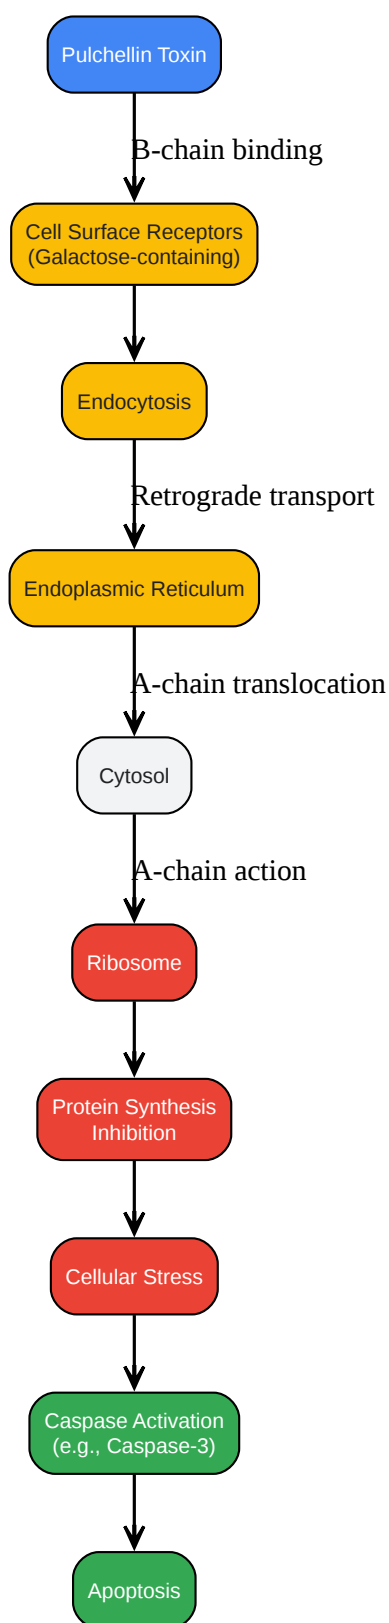 Pulchellin Toxin
B-chain binding
Cell Surface Receptors
(Galactose-containing)
Endocytosis
Retrograde transport
Endoplasmic Reticulum
A-chain translocation
Cytosol
A-chain action
Ribosome
Protein Synthesis
Inhibition
Cellular Stress
Caspase Activation
(e.g., Caspase-3)
Apoptosis